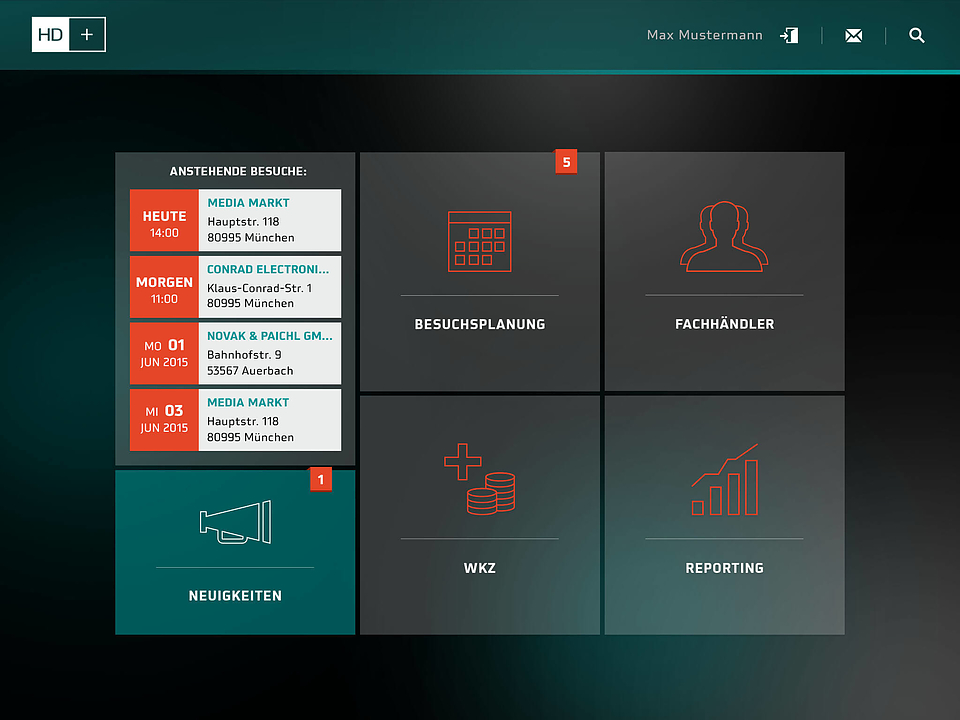 HD +
Max Mustermann
ANSTEHENDE BESUCHE:
HEUTE
14:00
MEDIA MARKT
Hauptstr. 118
80995 München
MORGEN
11:00
CONRAD ELECTRONI...
Klaus-Conrad-Str. 1
80995 München
MO 01
JUN 2015
NOVAK & PAICHL GM...
Bahnhofstr. 9
53567 Auerbach
MI 03
JUN 2015
MEDIA MARKT
Hauptstr. 118
80995 München
5
BESUCHSPLANUNG
FACHHÄNDLER
1
NEUIGKEITEN
WKZ
REPORTING